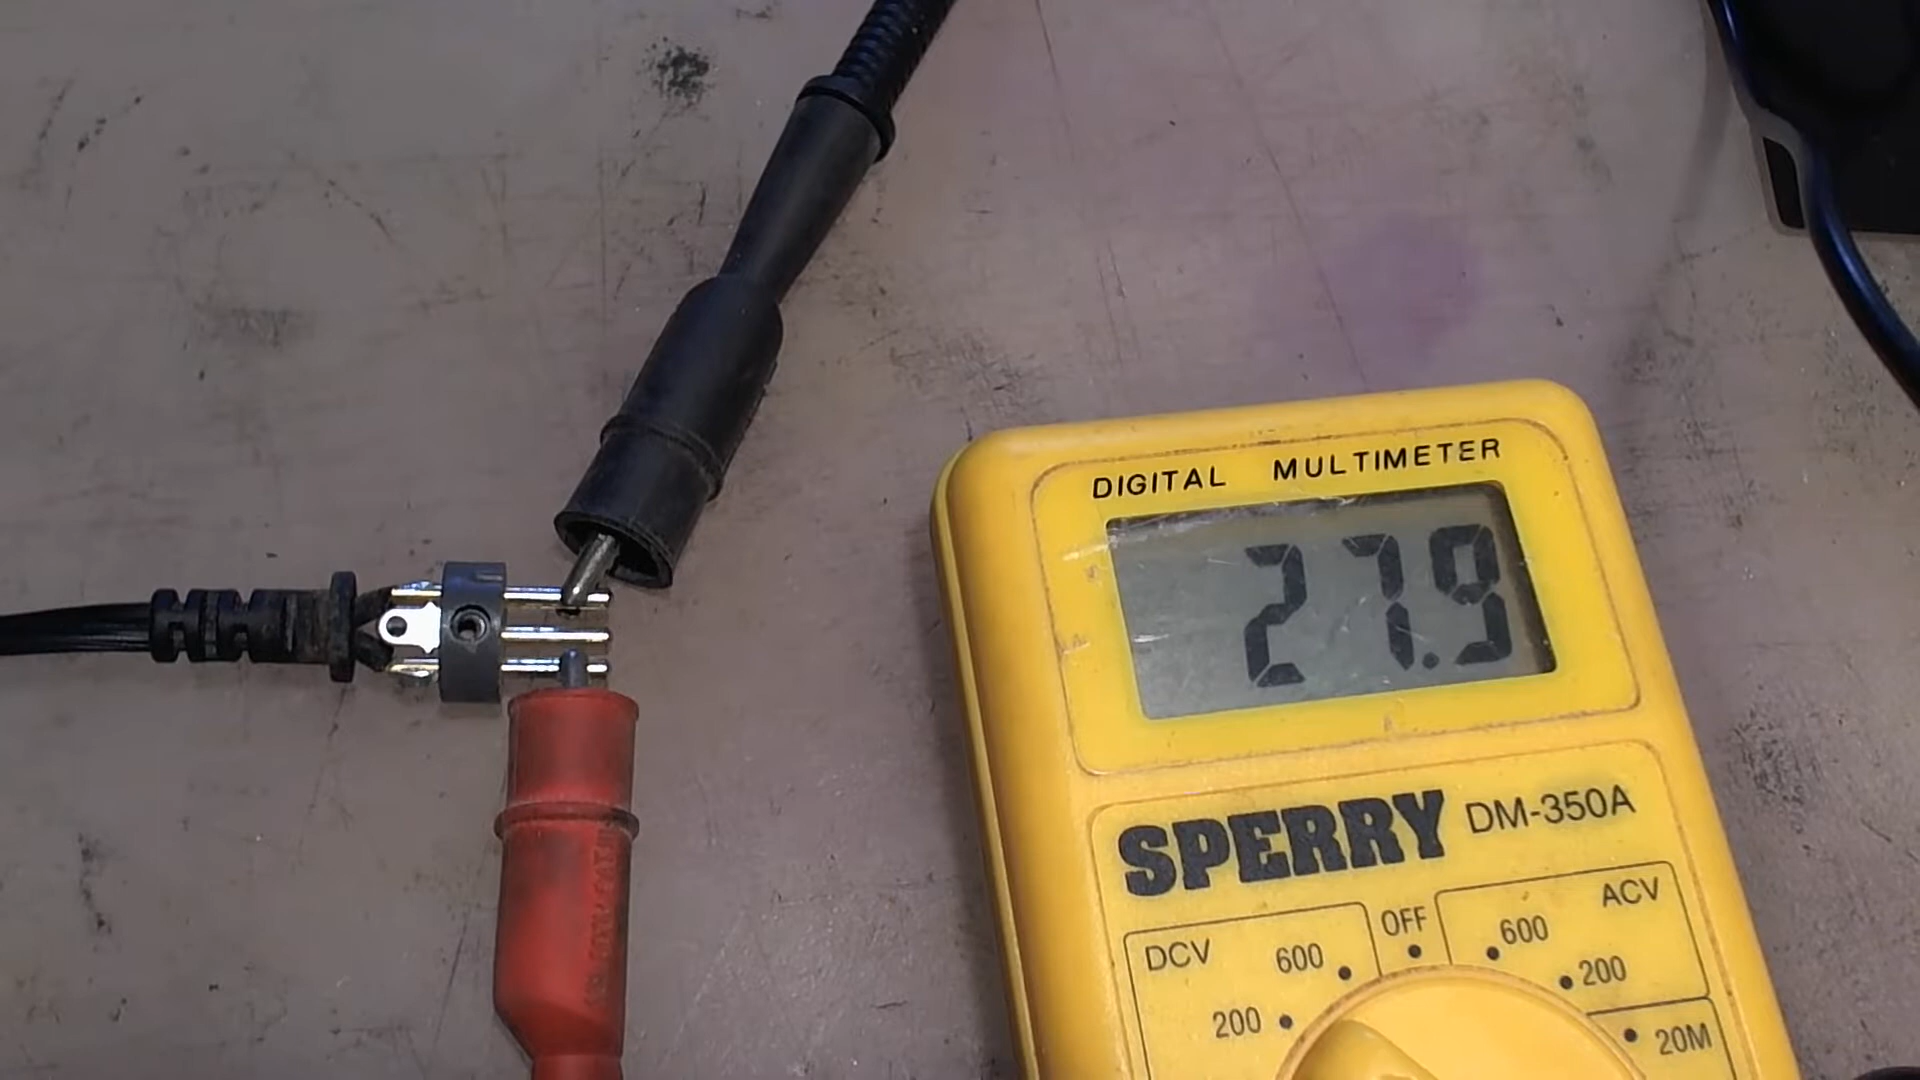 DIGITAL MULTIMETER
27.9
SPERRY DM-350A
DCV 600
200
OFF
ACV
600
200
20M